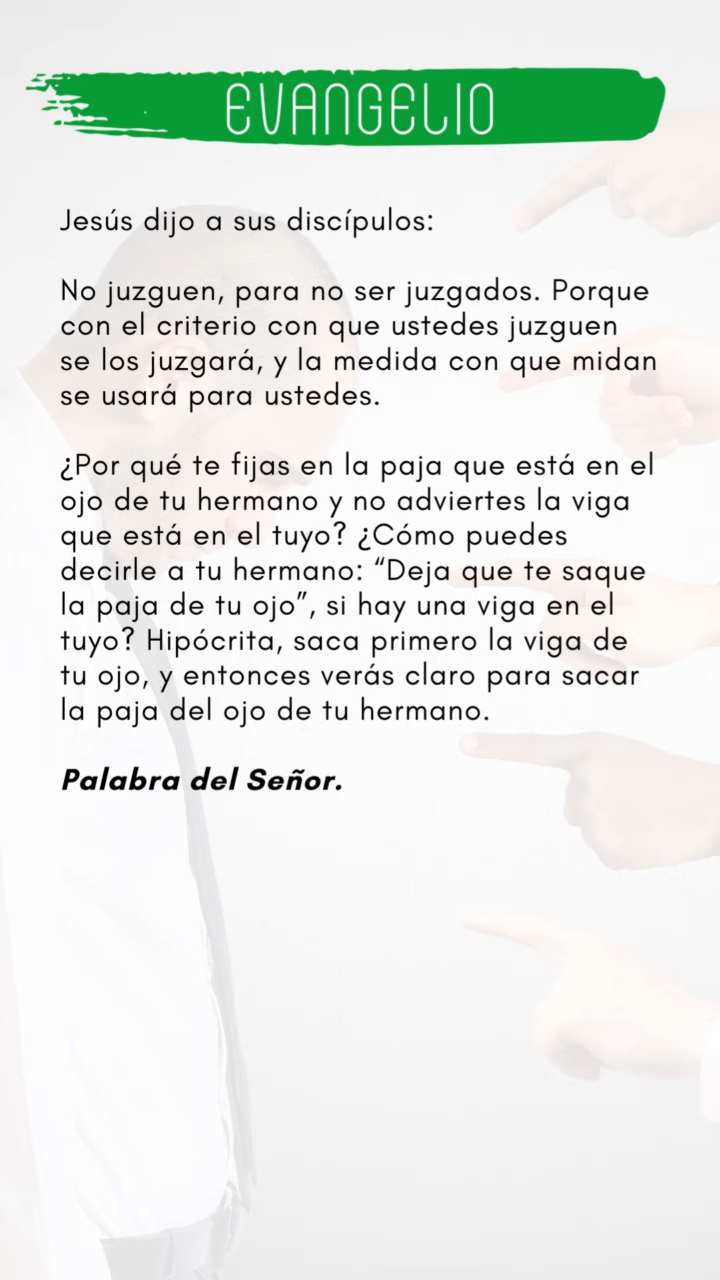 EVANGELIO
Jesús dijo a sus discípulos:
No juzguen, para no ser juzgados. Porque
con el criterio con que ustedes juzguen
se los juzgará, y la medida con que midan
se usará para ustedes.
¿Por qué te fijas en la paja que está en el
ojo de tu hermano y no adviertes la viga
que está en el tuyo? ¿Cómo puedes
decirle a tu hermano: “Deja que te saque
la paja de tu ojo”, si hay una viga en el
tuyo? Hipócrita, saca primero la viga de
tu ojo, y entonces verás claro para sacar
la paja del ojo de tu hermano.
Palabra del Señor.